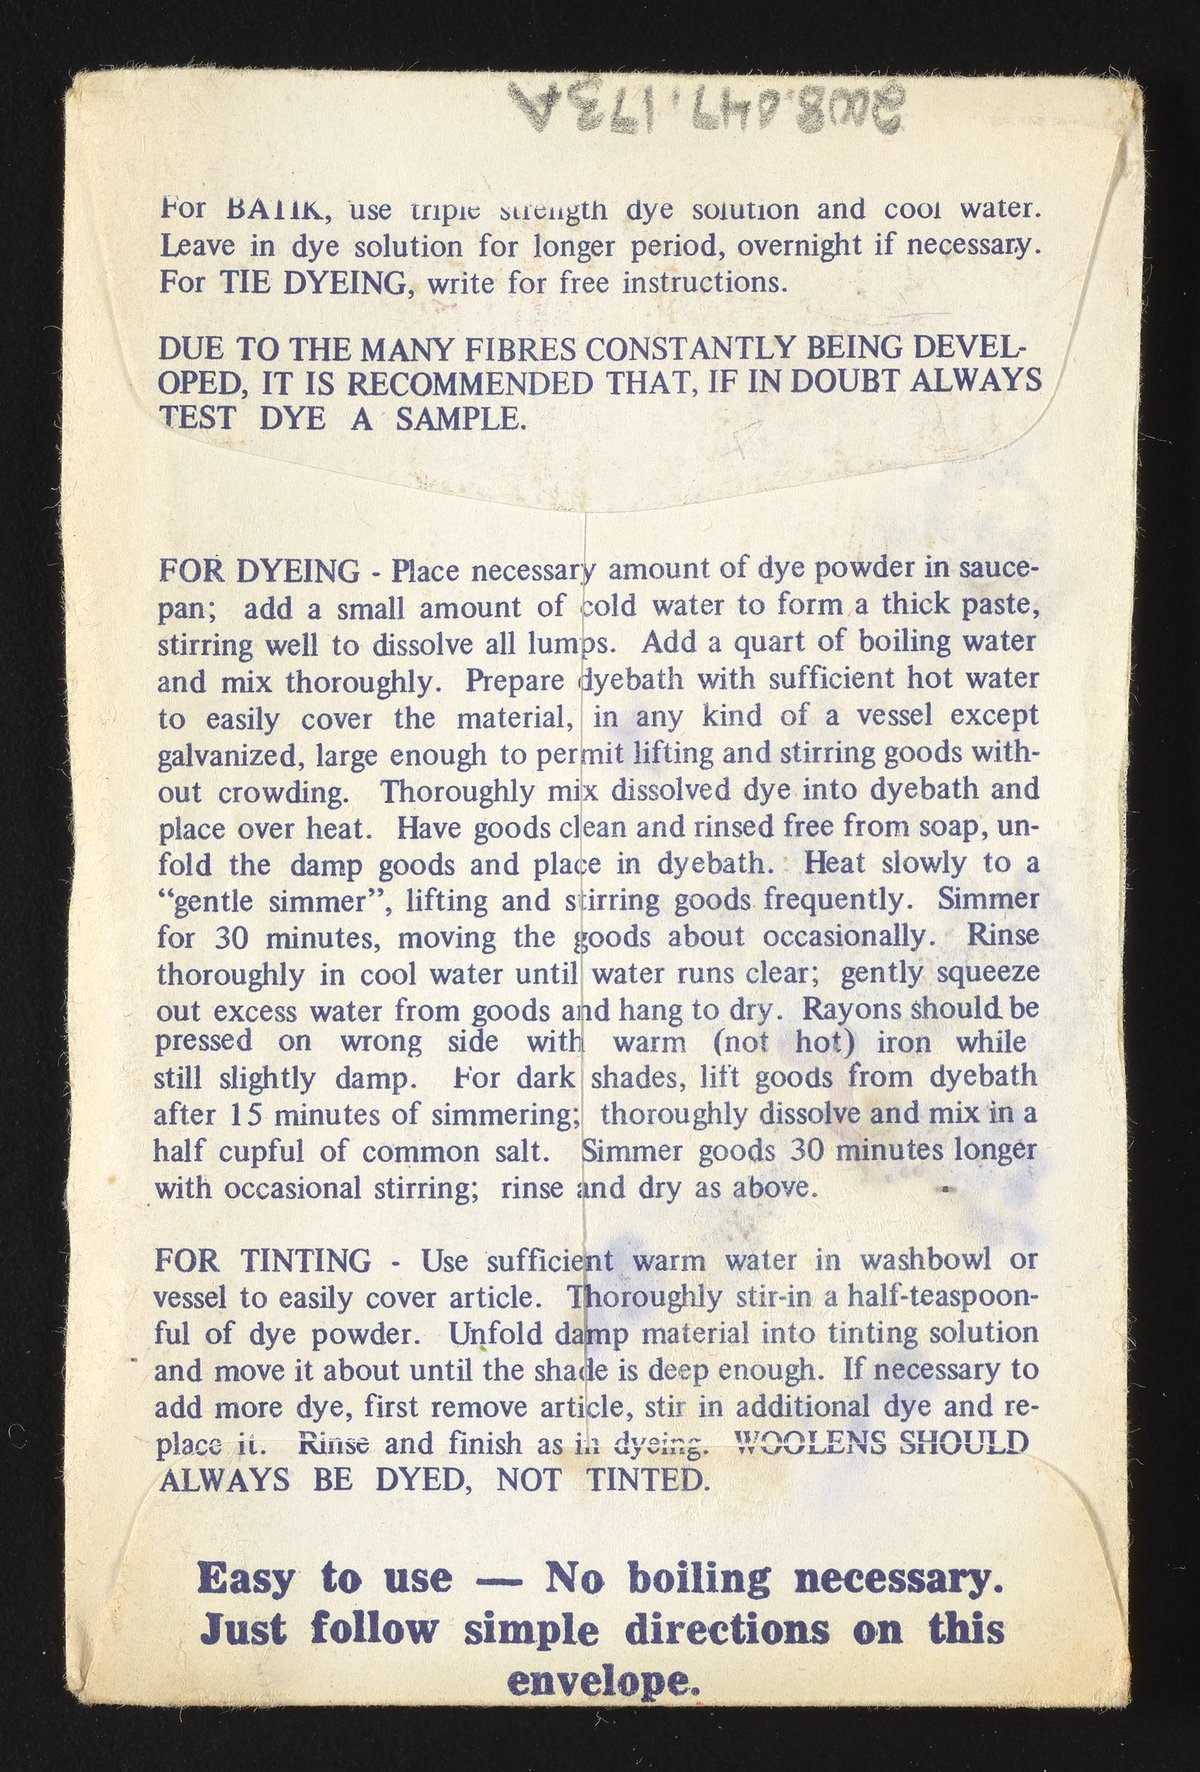 2008.047.173A
For BATIK, use triple strength dye solution and cool water.
Leave in dye solution for longer period, overnight if necessary.
For TIE DYEING, write for free instructions.
DUE TO THE MANY FIBRES CONSTANTLY BEING DEVEL-
OPED, IT IS RECOMMENDED THAT, IF IN DOUBT ALWAYS
TEST DYE A SAMPLE.
FOR DYEING - Place necessary amount of dye powder in sauce-
pan; add a small amount of cold water to form a thick paste,
stirring well to dissolve all lumps. Add a quart of boiling water
and mix thoroughly. Prepare dyebath with sufficient hot water
to easily cover the material, in any kind of a vessel except
galvanized, large enough to permit lifting and stirring goods with-
out crowding. Thoroughly mix dissolved dye into dyebath and
place over heat. Have goods clean and rinsed free from soap, un-
fold the damp goods and place in dyebath. Heat slowly to a
“gentle simmer”, lifting and stirring goods frequently. Simmer
for 30 minutes, moving the goods about occasionally. Rinse
thoroughly in cool water until water runs clear; gently squeeze
out excess water from goods and hang to dry. Rayons should be
pressed on wrong side with warm (not hot) iron while
still slightly damp. For dark shades, lift goods from dyebath
after 15 minutes of simmering; thoroughly dissolve and mix in a
half cupful of common salt. Simmer goods 30 minutes longer
with occasional stirring; rinse and dry as above.
FOR TINTING - Use sufficient warm water in washbowl or
vessel to easily cover article. Thoroughly stir-in a half-teaspoon-
ful of dye powder. Unfold damp material into tinting solution
and move it about until the shade is deep enough. If necessary to
add more dye, first remove article, stir in additional dye and re-
place it. Rinse and finish as in dyeing. WOOLENS SHOULD
ALWAYS BE DYED, NOT TINTED.
Easy to use — No boiling necessary.
Just follow simple directions on this
envelope.